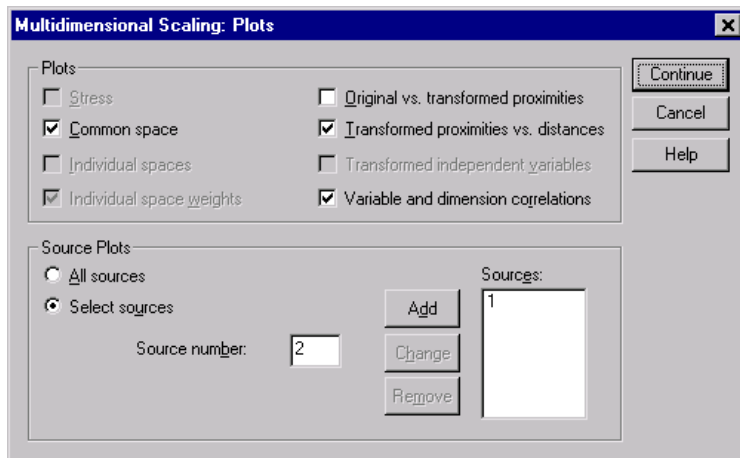 Multidimensional Scaling: Plots
Plots
Stress
Common space
Individual spaces
Individual space weights
Original vs. transformed proximities
Transformed proximities vs. distances
Transformed independent variables
Variable and dimension correlations
Continue
Cancel
Help
Source Plots
All sources
Select sources
Source number:
2
Add
Change
Remove
Sources:
1